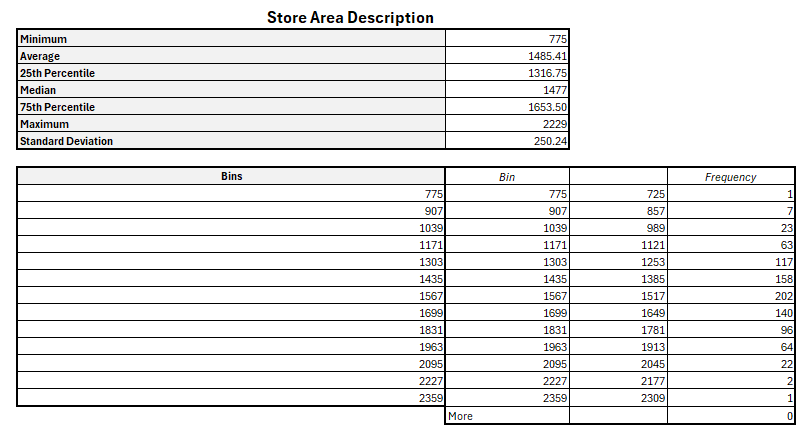 Store Area Description
Minimum 775
Average 1485.41
25th Percentile 1316.75
Median 1477
75th Percentile 1653.50
Maximum 2229
Standard Deviation 250.24
Bins Bin Frequency
775 775 725 1
907 907 857 7
1039 1039 989 23
1171 1171 1121 63
1303 1303 1253 117
1435 1435 1385 158
1567 1567 1517 202
1699 1699 1649 140
1831 1831 1781 96
1963 1963 1913 64
2095 2095 2045 22
2227 2227 2177 2
2359 2359 2309 1
More 0